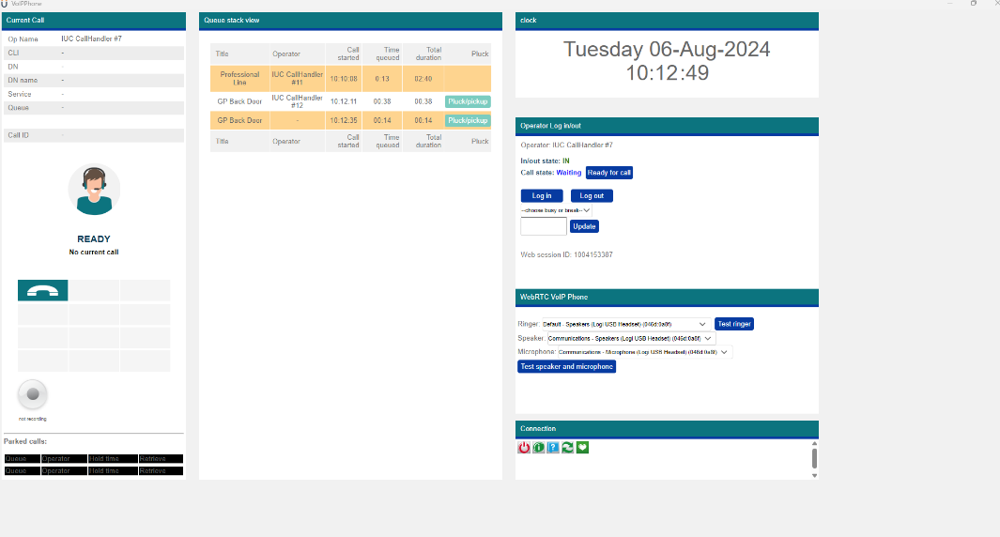 VoIPPhone
Current Call
Op Name IUC CallHandler #7
CLI -
DN -
DN name -
Service -
Queue -
Call ID -
READY
No current call
not recording
Parked calls:
Queue Operator Hold time Retrieve
Queue Operator Hold time Retrieve
Queue stack view
Title Operator Call started Time queued Total duration Pluck
Professional Line IUC CallHandler #11 10:10:08 0:13 02:40
GP Back Door IUC CallHandler #12 10:12:11 00:38 00:38 Pluck/pickup
GP Back Door - 10:12:35 00:14 00:14 Pluck/pickup
Title Operator Call started Time queued Total duration Pluck
clock
Tuesday 06-Aug-2024
10:12:49
Operator Log in/out
Operator: IUC CallHandler #7
In/out state: IN
Call state: Waiting Ready for call
Log in Log out
--choose busy or break--
Update
Web session ID: 1004153387
WebRTC VoIP Phone
Ringer: Default - Speakers (Logi USB Headset) (046d:0a8f) Test ringer
Speaker: Communications - Speakers (Logi USB Headset) (046d:0a8f)
Microphone: Communications - Microphone (Logi USB Headset) (046d:0a8f)
Test speaker and microphone
Connection